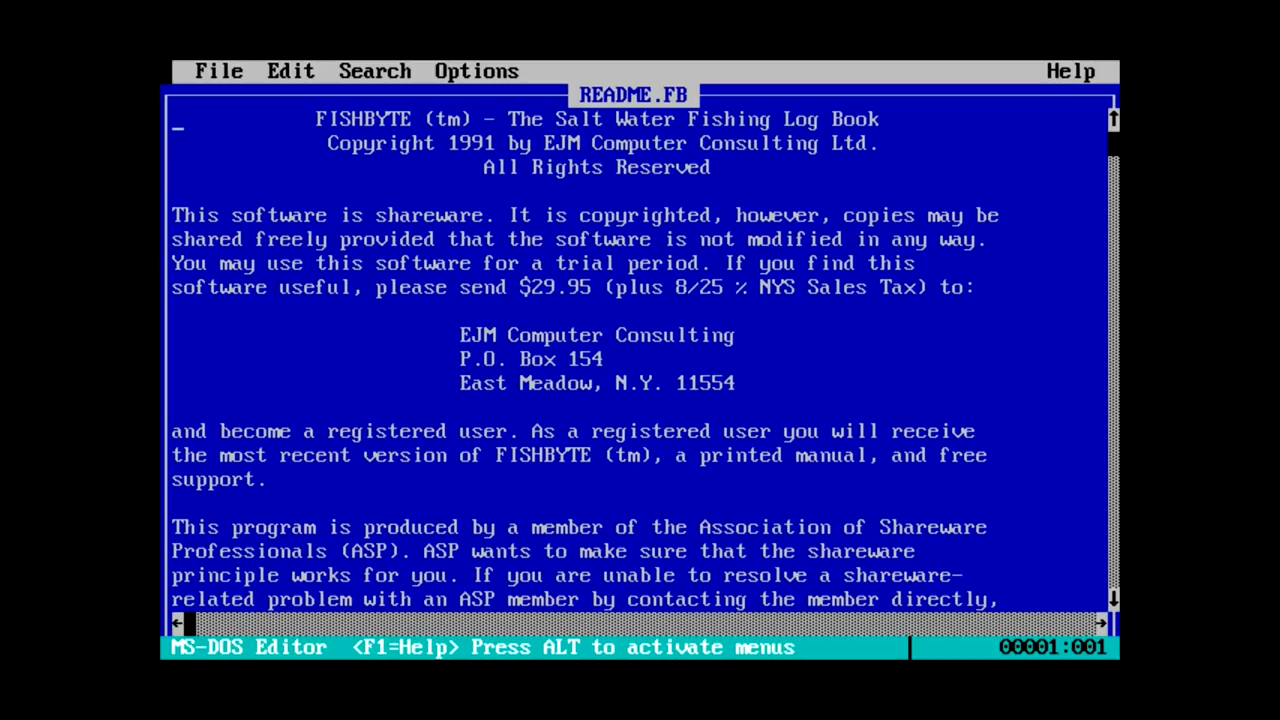 File Edit Search Options Help
README.FB
FISHBYTE (tm) - The Salt Water Fishing Log Book
Copyright 1991 by EJM Computer Consulting Ltd.
All Rights Reserved
This software is shareware. It is copyrighted, however, copies may be
shared freely provided that the software is not modified in any way.
You may use this software for a trial period. If you find this
software useful, please send $29.95 (plus 8/25 % NYS Sales Tax) to:
EJM Computer Consulting
P.O. Box 154
East Meadow, N.Y. 11554
and become a registered user. As a registered user you will receive
the most recent version of FISHBYTE (tm), a printed manual, and free
support.
This program is produced by a member of the Association of Shareware
Professionals (ASP). ASP wants to make sure that the shareware
principle works for you. If you are unable to resolve a shareware-
related problem with an ASP member by contacting the member directly,
MS-DOS Editor <F1=Help> Press ALT to activate menus 00001:001